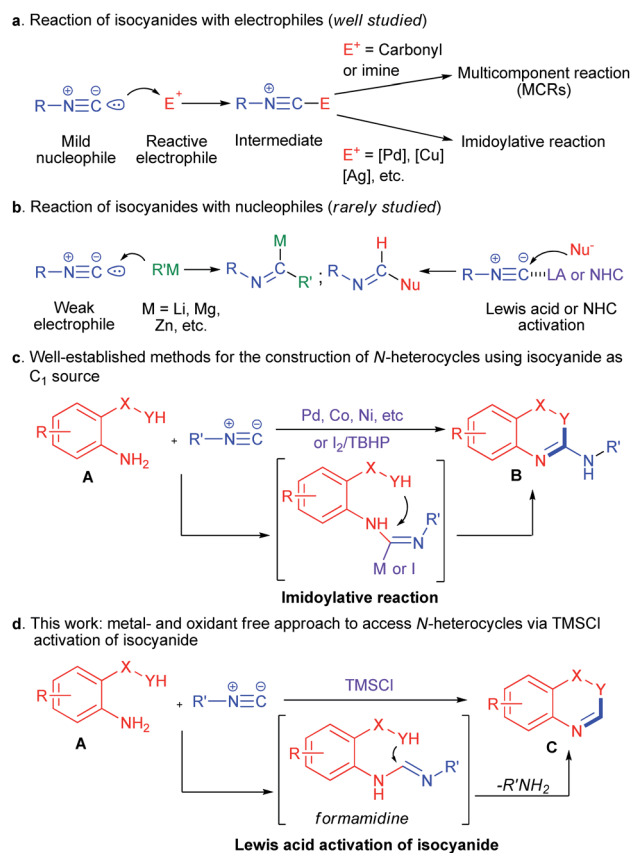 a. Reaction of isocyanides with electrophiles (well studied)
E+ = Carbonyl
or imine
R–N≡C
⊕ ⊖
E+
R–N≡C–E
⊕
Multicomponent reaction
(MCRs)
Mild
nucleophile
Reactive
electrophile
Intermediate
Imidoylative reaction
E+ = [Pd], [Cu]
[Ag], etc.
b. Reaction of isocyanides with nucleophiles (rarely studied)
R–N≡C
⊕ ⊖
R'M
M
R
N
C
R'
;
H
R
N
C
Nu
Nu-
R–N≡C
⊕ ⊖
LA or NHC
Weak
electrophile
M = Li, Mg,
Zn, etc.
Lewis acid or NHC
activation
c. Well-established methods for the construction of N-heterocycles using isocyanide as
C1 source
R
X
YH
NH2
A
+
R'–N≡C
⊕ ⊖
Pd, Co, Ni, etc
or I2/TBHP
R
X
YH
NH
N
R'
M or I
Imidoylative reaction
R
X
Y
N
N
H
R'
B
d. This work: metal- and oxidant free approach to access N-heterocycles via TMSCl
activation of isocyanide
R
X
YH
NH2
A
+
R'–N≡C
⊕ ⊖
TMSCl
R
X
YH
N
H
N
R'
formamidine
Lewis acid activation of isocyanide
-R'NH2
R
X
Y
N
C